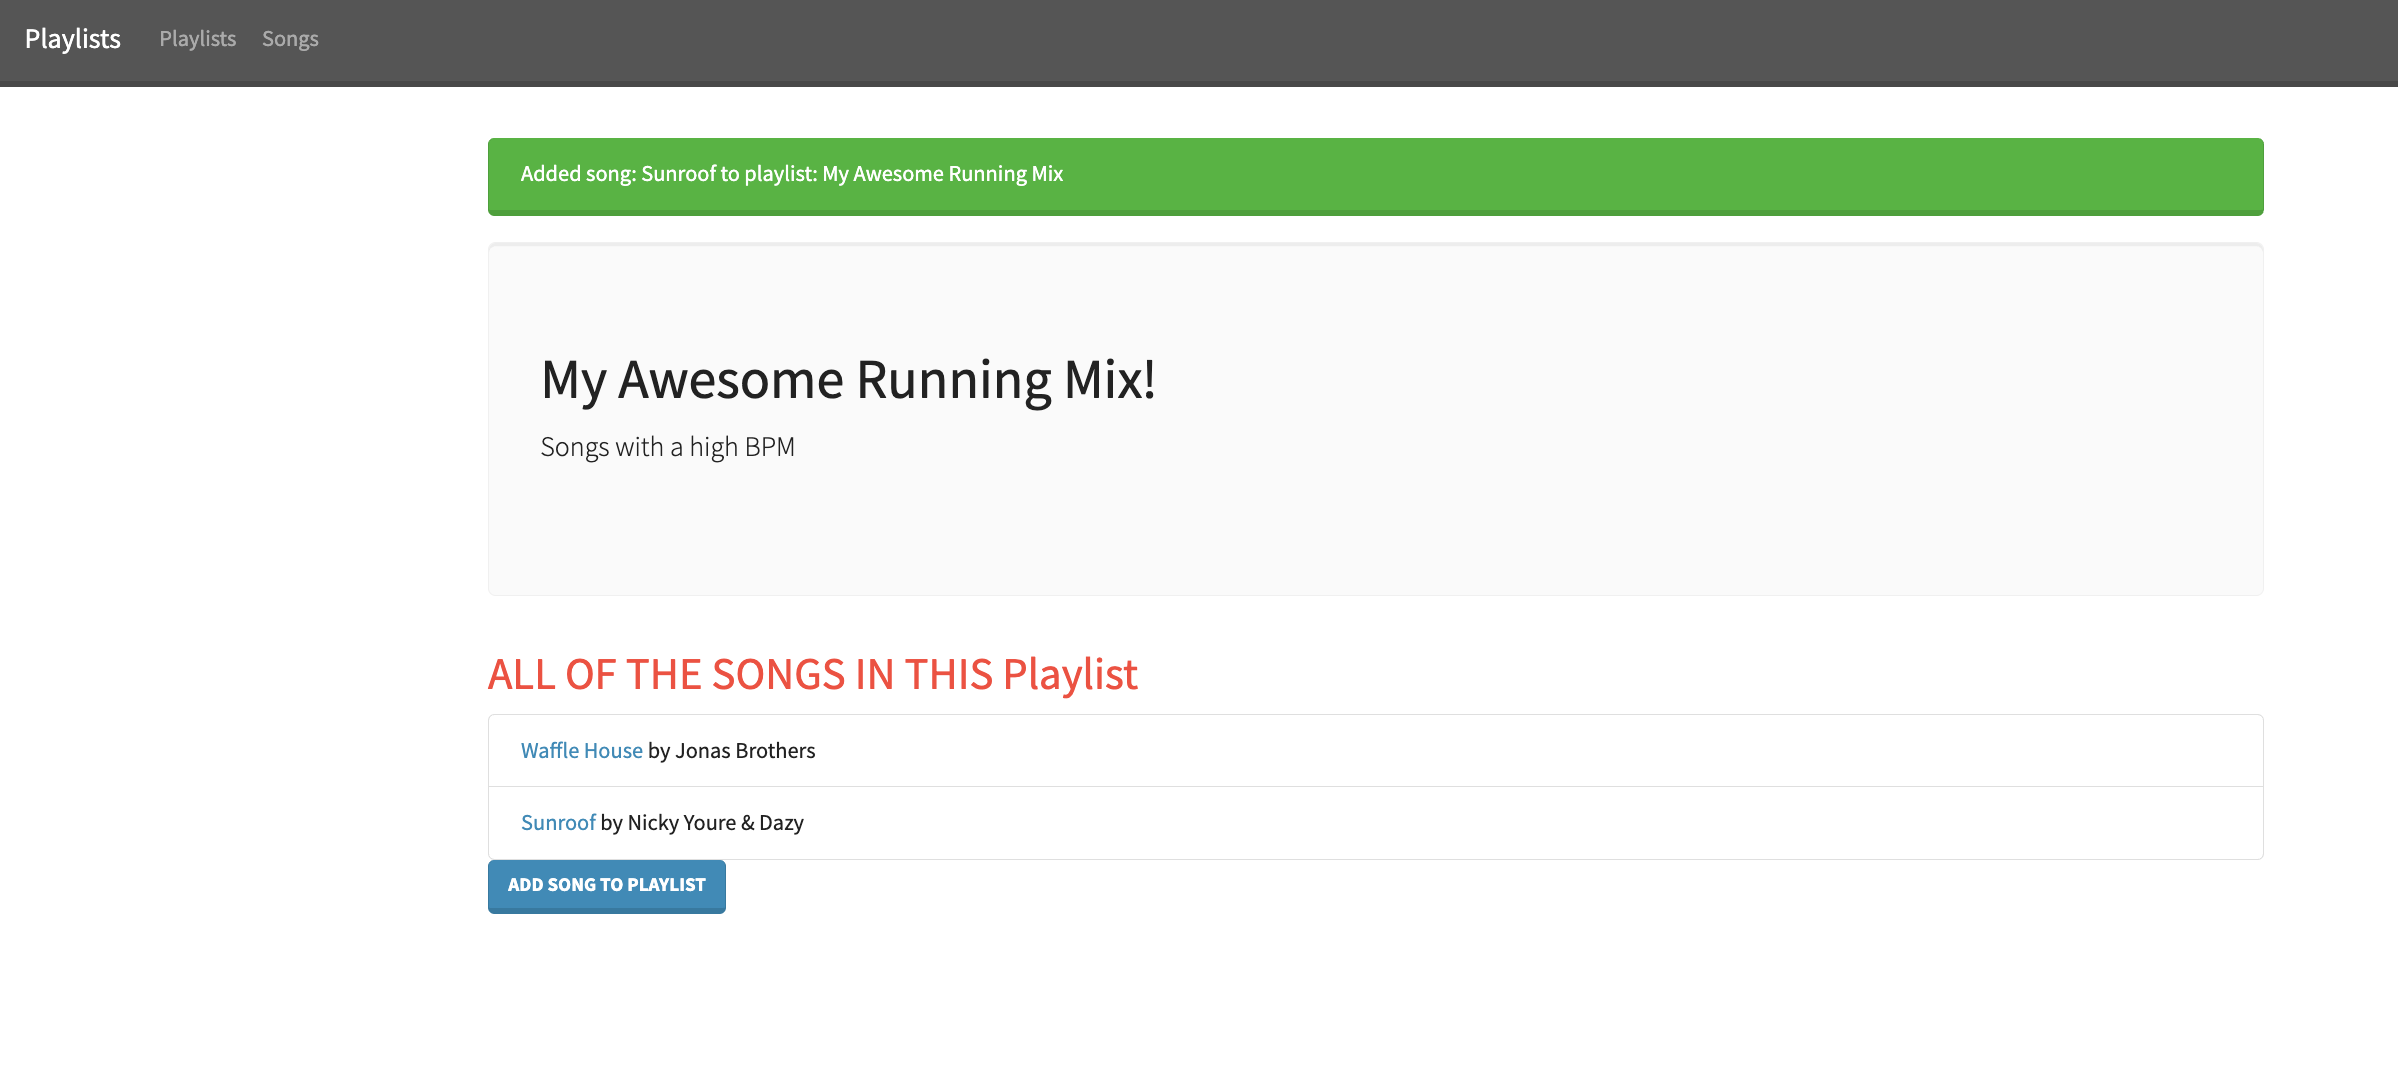 Playlists Playlists Songs
Added song: Sunroof to playlist: My Awesome Running Mix
My Awesome Running Mix!
Songs with a high BPM
ALL OF THE SONGS IN THIS Playlist
Waffle House by Jonas Brothers
Sunroof by Nicky Youre & Dazy
ADD SONG TO PLAYLIST